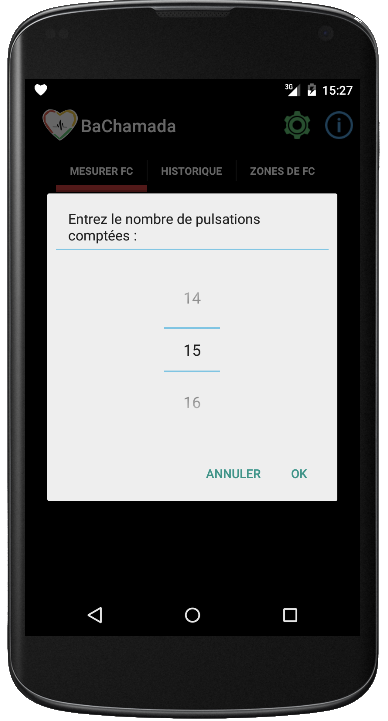 3G 15:27
BaChamada
MESURER FC HISTORIQUE ZONES DE FC
Entrez le nombre de pulsations
comptées :
14
15
16
ANNULER OK